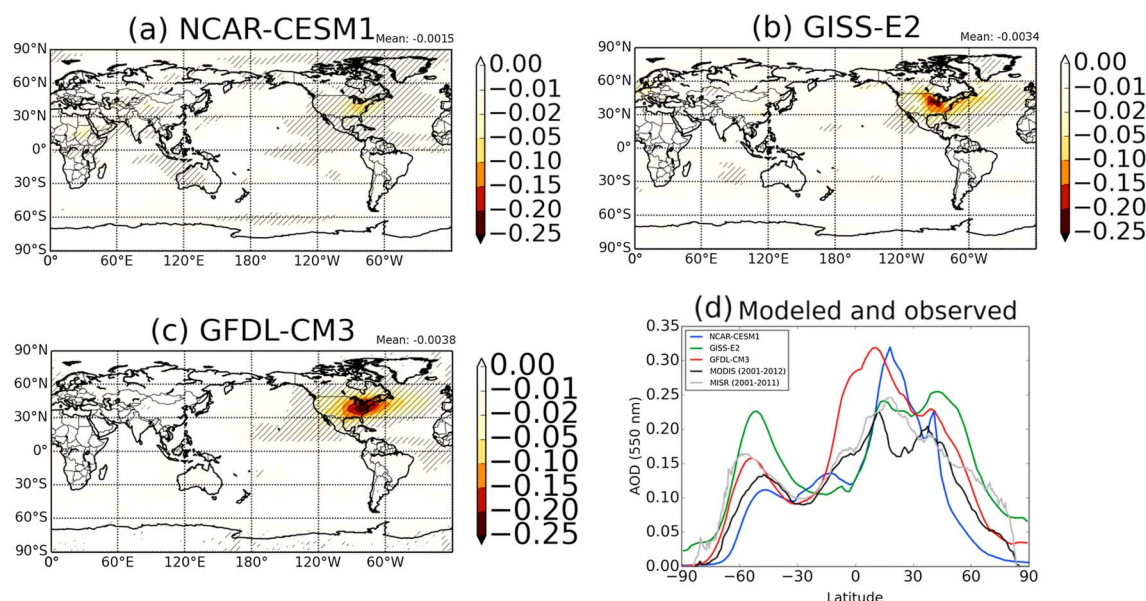 (a) NCAR-CESM1
Mean: -0.0015
90°N
60°N
30°N
0°
30°S
60°S
90°S
0°
60°E
120°E
180°W
120°W
60°W
0.00
−0.01
−0.02
−0.05
−0.10
−0.15
−0.20
−0.25
(b) GISS-E2
Mean: -0.0034
90°N
60°N
30°N
0°
30°S
60°S
90°S
0°
60°E
120°E
180°W
120°W
60°W
0.00
−0.01
−0.02
−0.05
−0.10
−0.15
−0.20
−0.25
(c) GFDL-CM3
Mean: -0.0038
90°N
60°N
30°N
0°
30°S
60°S
90°S
0°
60°E
120°E
180°W
120°W
60°W
0.00
−0.01
−0.02
−0.05
−0.10
−0.15
−0.20
−0.25
(d) Modeled and observed
NCAR-CESM1
GISS-E2
GFDL-CM3
MODIS (2001-2012)
MISR (2001-2011)
AOD (550 nm)
0.35
0.30
0.25
0.20
0.15
0.10
0.05
0.00
−90
−60
−30
0
30
60
90
Latitude